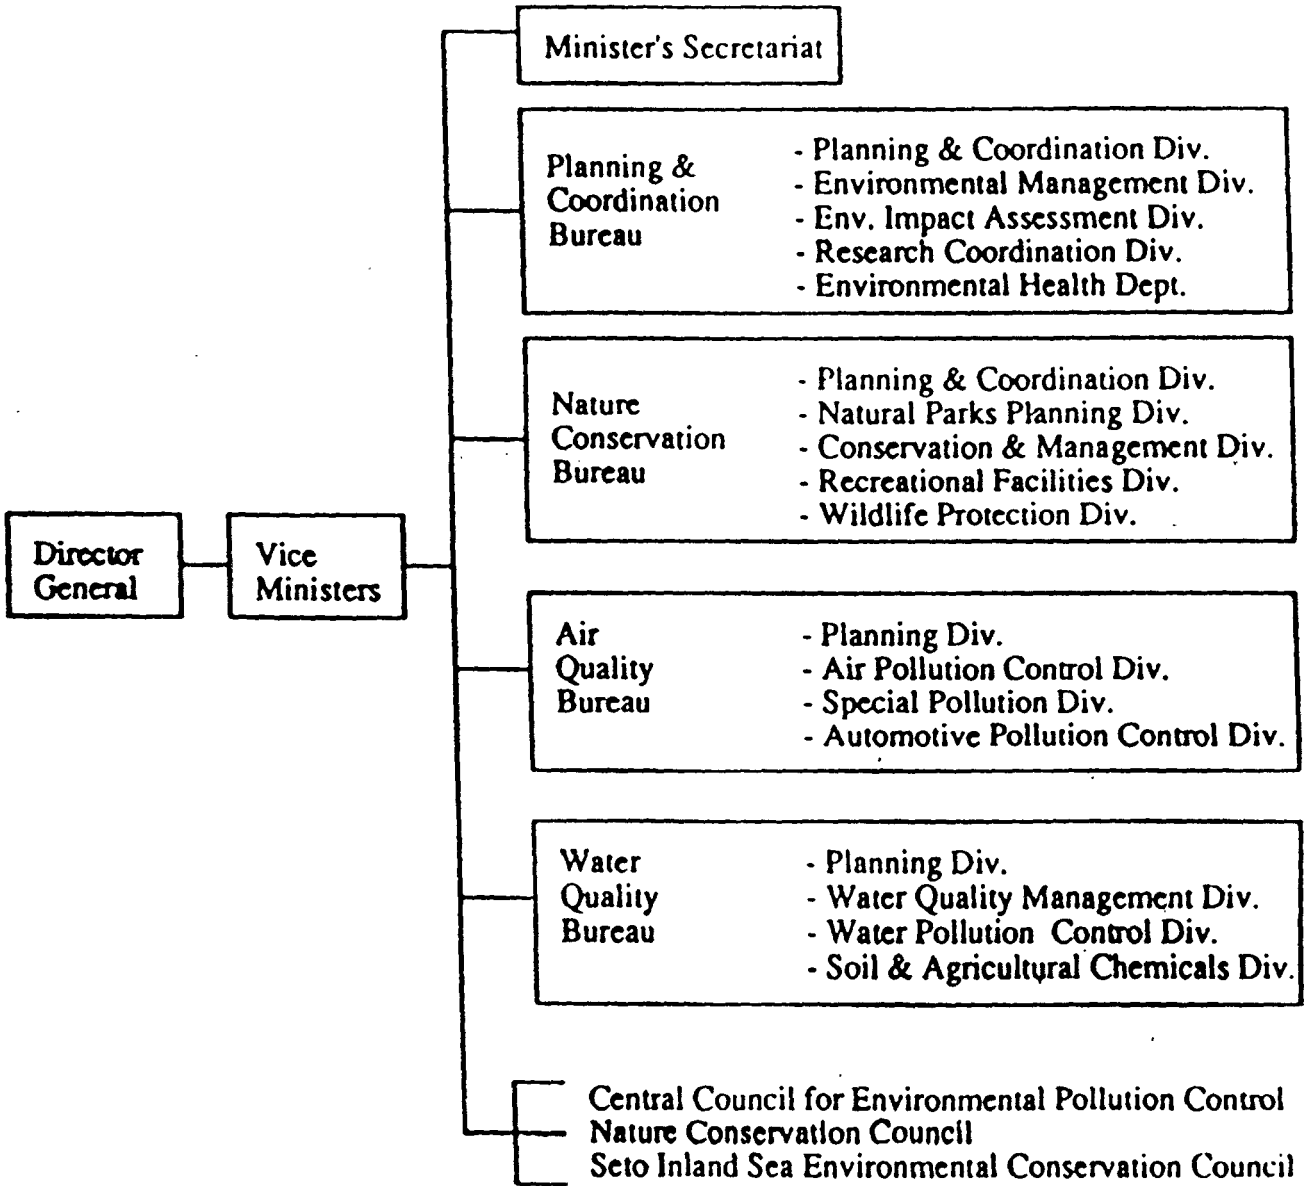 Minister's Secretariat
Planning &
Coordination
Bureau
- Planning & Coordination Div.
- Environmental Management Div.
- Env. Impact Assessment Div.
- Research Coordination Div.
- Environmental Health Dept.
Nature
Conservation
Bureau
- Planning & Coordination Div.
- Natural Parks Planning Div.
- Conservation & Management Div.
- Recreational Facilities Div.
- Wildlife Protection Div.
Director
General
Vice
Ministers
Air
Quality
Bureau
- Planning Div.
- Air Pollution Control Div.
- Special Pollution Div.
- Automotive Pollution Control Div.
Water
Quality
Bureau
- Planning Div.
- Water Quality Management Div.
- Water Pollution Control Div.
- Soil & Agricultural Chemicals Div.
Central Council for Environmental Pollution Control
Nature Conservation Council
Seto Inland Sea Environmental Conservation Council